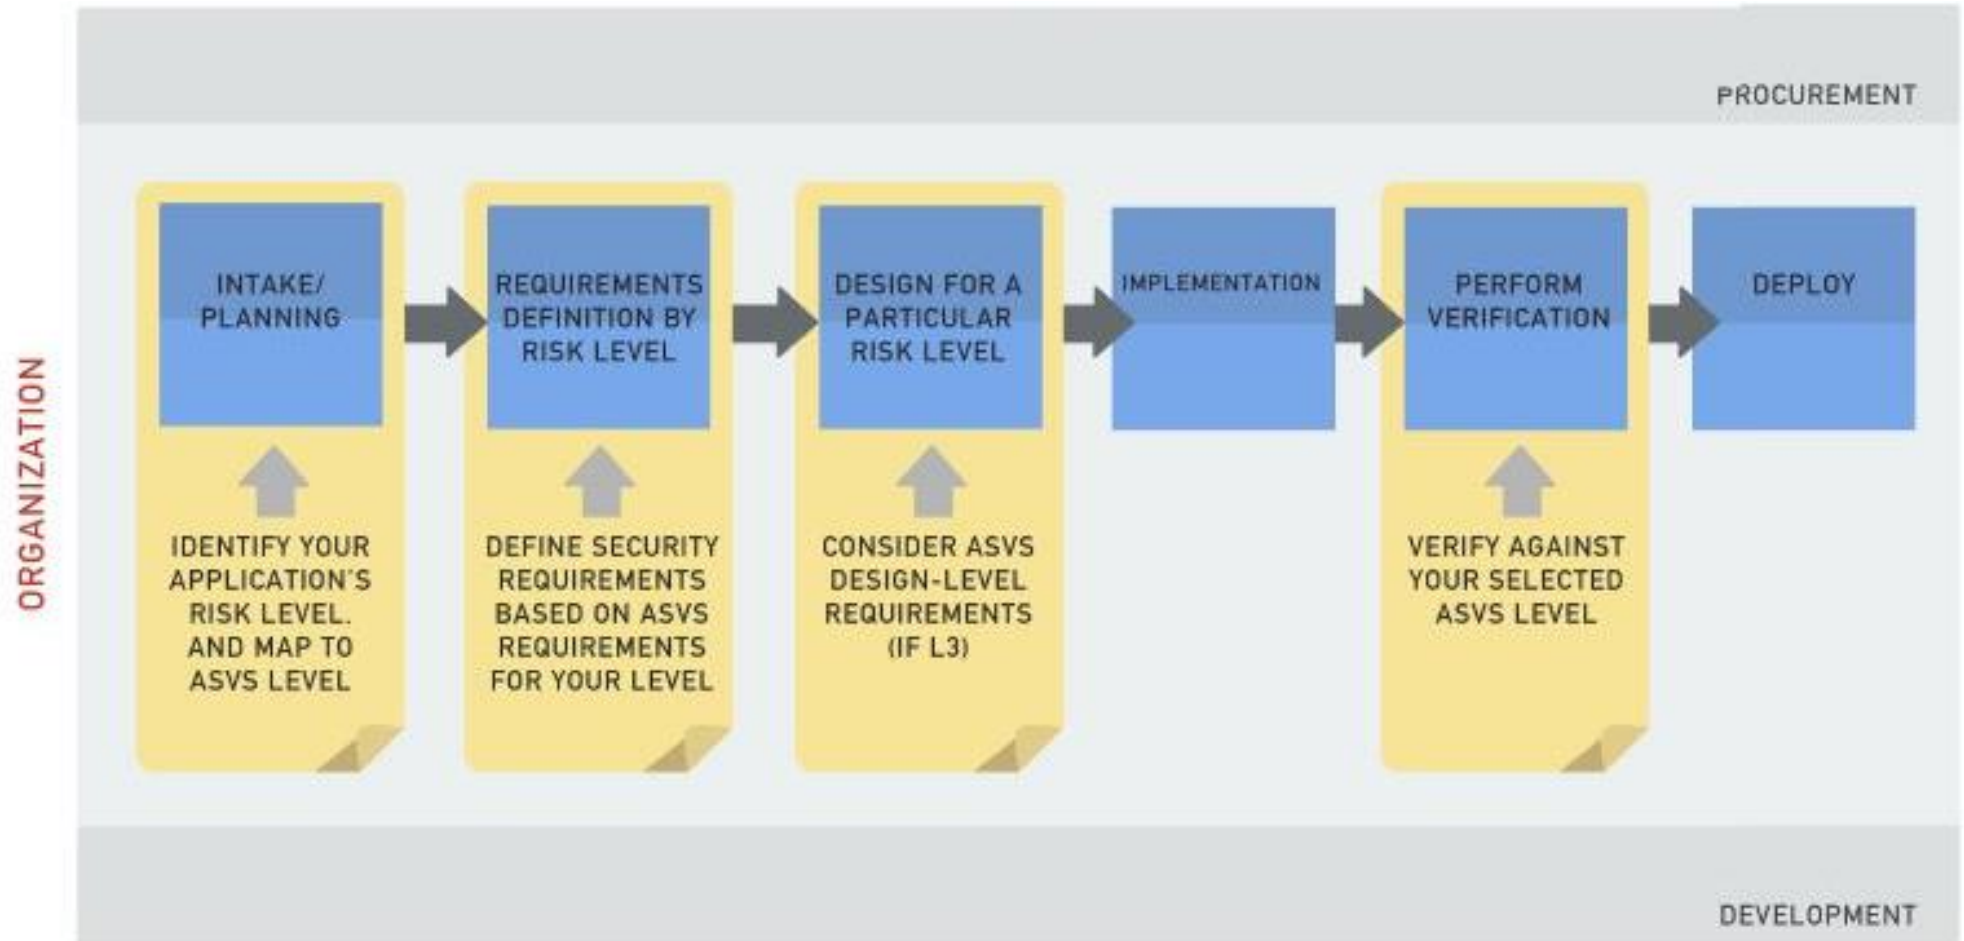 PROCUREMENT
ORGANIZATION
INTAKE/
PLANNING
REQUIREMENTS
DEFINITION BY
RISK LEVEL
DESIGN FOR A
PARTICULAR
RISK LEVEL
IMPLEMENTATION
PERFORM
VERIFICATION
DEPLOY
IDENTIFY YOUR
APPLICATION'S
RISK LEVEL.
AND MAP TO
ASVS LEVEL
DEFINE SECURITY
REQUIREMENTS
BASED ON ASVS
REQUIREMENTS
FOR YOUR LEVEL
CONSIDER ASVS
DESIGN-LEVEL
REQUIREMENTS
(IF L3)
VERIFY AGAINST
YOUR SELECTED
ASVS LEVEL
DEVELOPMENT